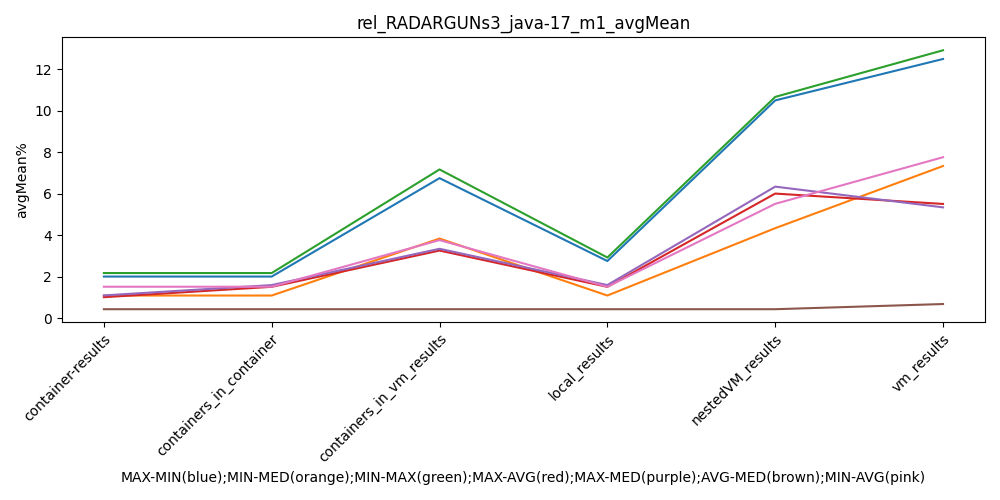 rel_RADARGUNs3_java-17_m1_avgMean
avgMean%
12
10
8
6
4
2
0
container-results
containers_in_container
containers_in_vm_results
local_results
nestedVM_results
vm_results
MAX-MIN(blue);MIN-MED(orange);MIN-MAX(green);MAX-AVG(red);MAX-MED(purple);AVG-MED(brown);MIN-AVG(pink)